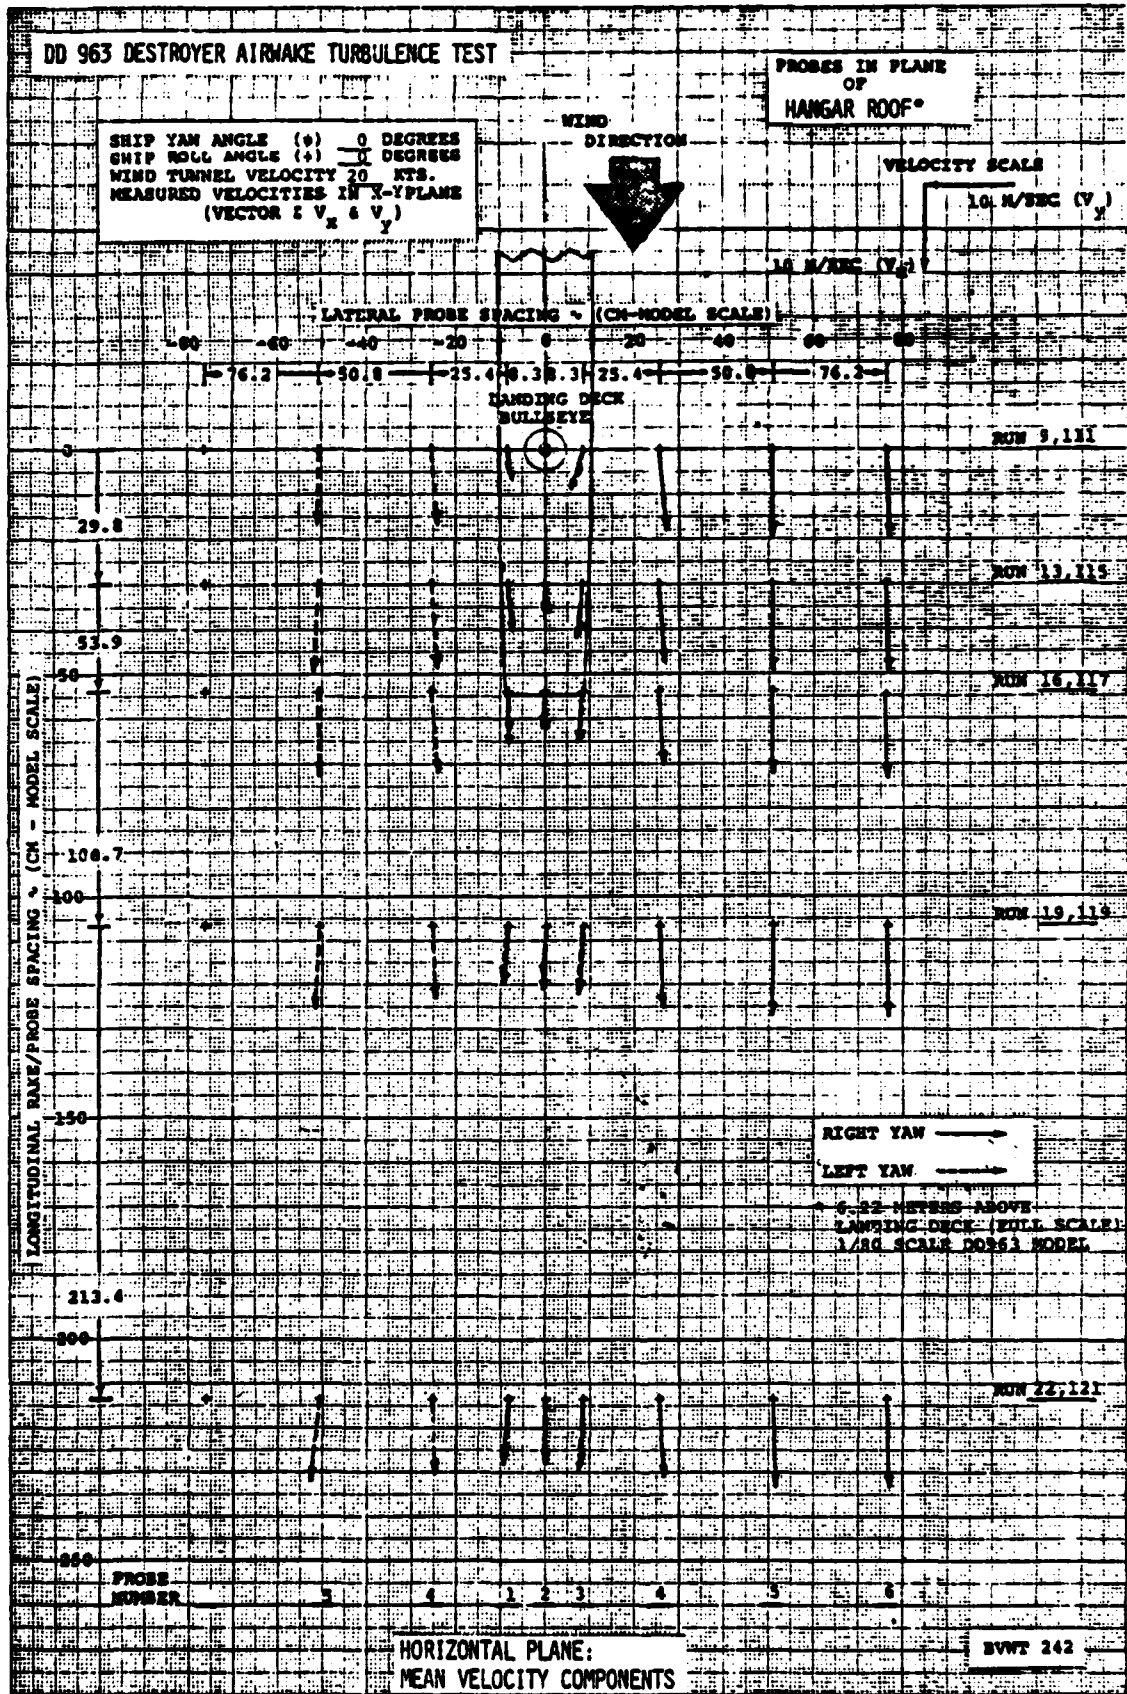 DD 963 DESTROYER AIRWAKE TURBULENCE TEST
PROBES IN PLANE
OF
HANGAR ROOF*
SHIP YAW ANGLE (ψ) 0 DEGREES
SHIP ROLL ANGLE (+) 0 DEGREES
WIND TUNNEL VELOCITY 20 KTS.
MEASURED VELOCITIES IN X-Y PLANE
(VECTOR Σ Vx & Vy)
WIND
DIRECTION
VELOCITY SCALE
10 M/SEC (Vy)
10 M/SEC
LATERAL PROBE SPACING ~ (CM-MODEL SCALE)
-80 -60 -40 -20 0 20 40 60 80
76.2 50.8 25.4 8.3 8.3 25.4 50.8 76.2
LANDING DECK
BULLSEYE
0
RUN 9,111
29.8
RUN 13,115
53.9
50
RUN 16,117
LONGITUDINAL RAKE/PROBE SPACING ~ (CM - MODEL SCALE)
106.7
100
RUN 19,119
150
RIGHT YAW
LEFT YAW
* 6.22 METERS ABOVE
LANDING DECK (FULL SCALE)
1/80 SCALE DD963 MODEL
213.4
200
RUN 22,121
250
PROBE
NUMBER 5 4 1 2 3 4 5 6
HORIZONTAL PLANE:
MEAN VELOCITY COMPONENTS
BVWT 242